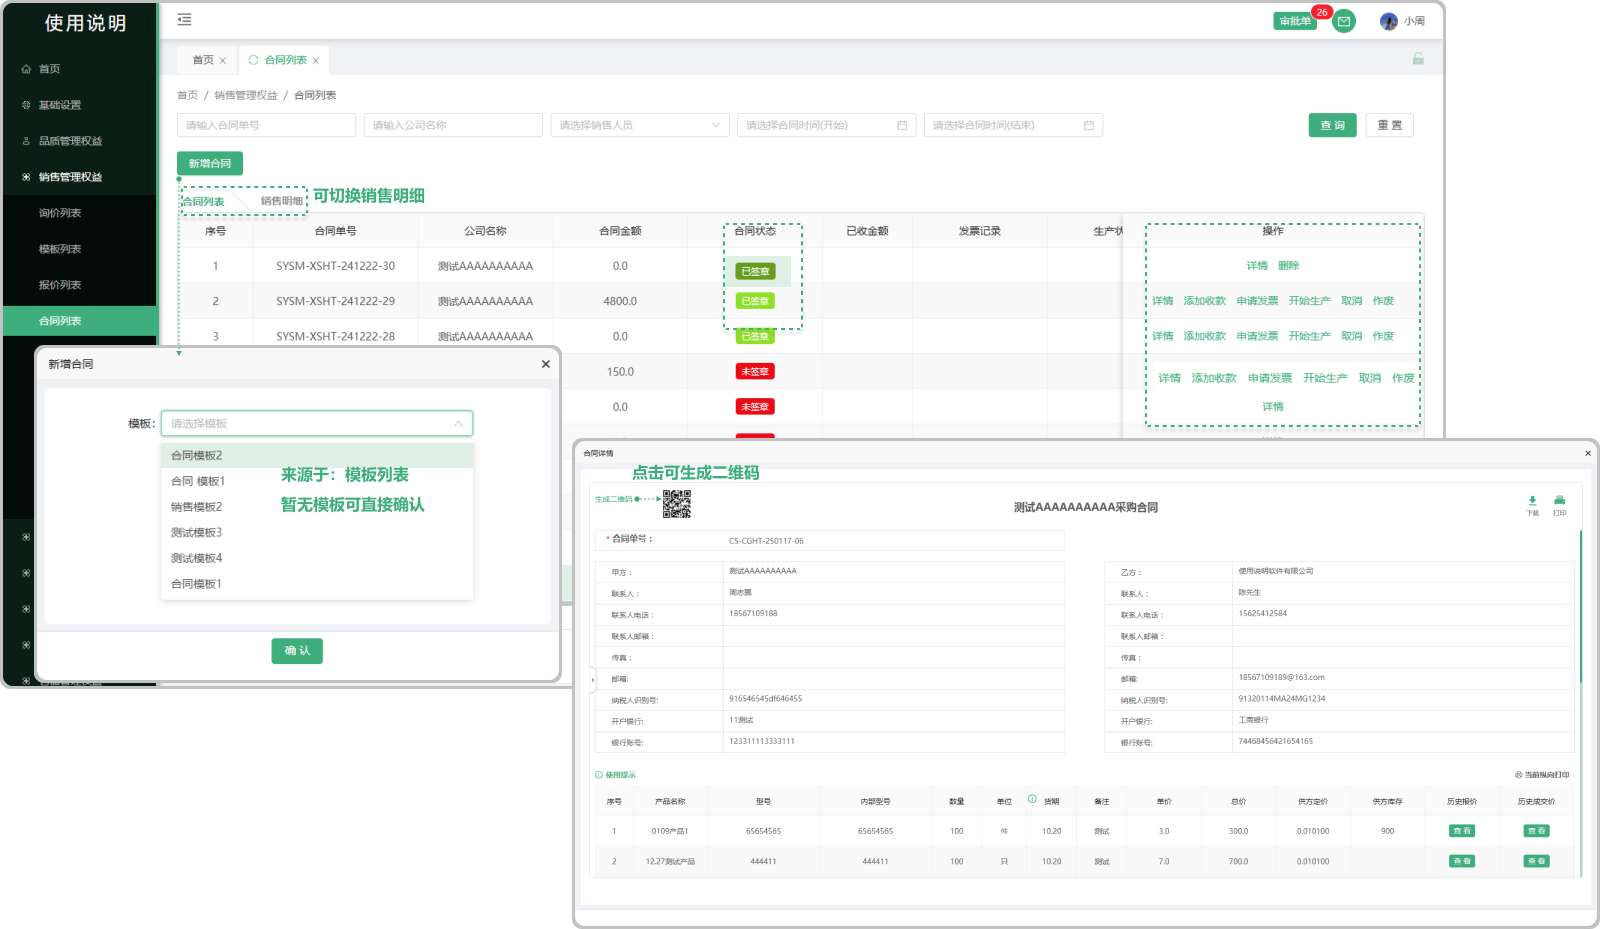 使用说明
审批单
26
小周
首页
基础设置
品质管理权益
销售管理权益
询价列表
模板列表
报价列表
合同列表
首页 ×
合同列表 ×
首页 / 销售管理权益 / 合同列表
请输入合同单号
请输入公司名称
请选择销售人员
请选择合同时间(开始)
请选择合同时间(结束)
查 询
重 置
新增合同
合同列表
销售明细
可切换销售明细
序号 合同单号 公司名称 合同金额 合同状态 已收金额 发票记录 生产状 操作
1 SYSM-XSHT-241222-30 测试AAAAAAAAAA 0.0 已签章 详情 删除
2 SYSM-XSHT-241222-29 测试AAAAAAAAAA 4800.0 已签章 详情 添加收款 申请发票 开始生产 取消 作废
3 SYSM-XSHT-241222-28 测试AAAAAAAAAA 0.0 已签章 详情 添加收款 申请发票 开始生产 取消 作废
150.0 未签章 详情 添加收款 申请发票 开始生产 取消 作废
0.0 未签章 详情
新增合同 ×
模板：
请选择模板
合同模板2
合同 模板1
销售模板2
测试模板3
测试模板4
合同模板1
来源于：模板列表
暂无模板可直接确认
确 认
合同详情 ×
点击可生成二维码
生成二维码
测试AAAAAAAAAA采购合同
下载
打印
* 合同单号： CS-CGHT-250117-06
甲方： 测试AAAAAAAAAA
联系人： 周志鹏
联系人电话： 18567109188
联系人邮箱：
传真：
邮箱:
纳税人识别号: 916546545df646455
开户银行: 11测试
银行账号: 123311113333111
乙方： 使用说明软件有限公司
联系人： 陈先生
联系人电话： 15625412584
联系人邮箱：
传真：
邮箱: 18567109189@163.com
纳税人识别号: 91320114MA24MG1234
开户银行: 工商银行
银行账号: 74468456421654165
使用提示
当前纵向打印
序号 产品名称 型号 内部型号 数量 单位 货期 备注 单价 总价 供方定价 供方库存 历史报价 历史成交价
1 0109产品1 65654565 65654565 100 件 10.20 测试 3.0 300.0 0.010100 900 查 看 查 看
2 12.27测试产品 444411 444411 100 只 10.20 测试 7.0 700.0 0.010100 查 看 查 看